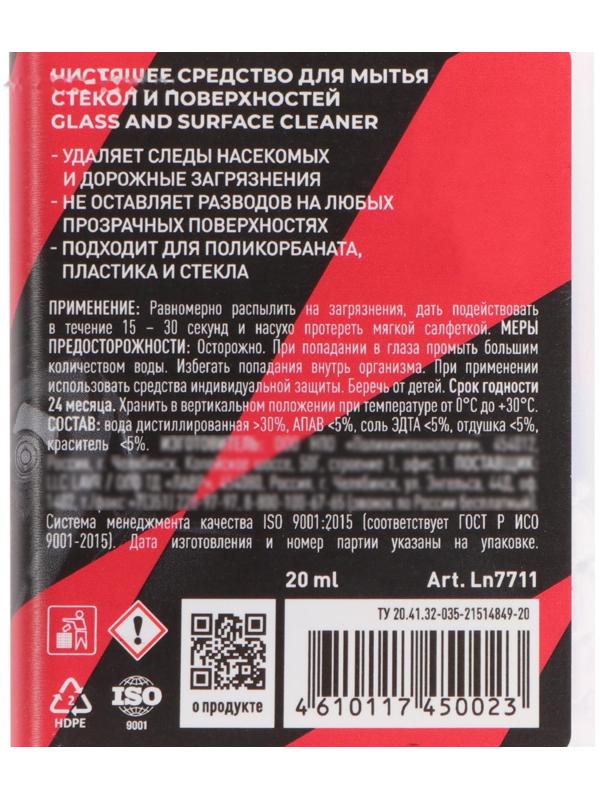 ЧИСТЯЩЕЕ СРЕДСТВО ДЛЯ МЫТЬЯ
СТЕКОЛ И ПОВЕРХНОСТЕЙ
GLASS AND SURFACE CLEANER
- УДАЛЯЕТ СЛЕДЫ НАСЕКОМЫХ
И ДОРОЖНЫЕ ЗАГРЯЗНЕНИЯ
- НЕ ОСТАВЛЯЕТ РАЗВОДОВ НА ЛЮБЫХ
ПРОЗРАЧНЫХ ПОВЕРХНОСТЯХ
- ПОДХОДИТ ДЛЯ ПОЛИКОРБАНАТА,
ПЛАСТИКА И СТЕКЛА
ПРИМЕНЕНИЕ: Равномерно распылить на загрязнения, дать подействовать
в течение 15 – 30 секунд и насухо протереть мягкой салфеткой. МЕРЫ
ПРЕДОСТОРОЖНОСТИ: Осторожно. При попадании в глаза промыть большим
количеством воды. Избегать попадания внутрь организма. При применении
использовать средства индивидуальной защиты. Беречь от детей. Срок годности
24 месяца. Хранить в вертикальном положении при температуре от 0°С до +30°С.
СОСТАВ: вода дистиллированная >30%, АПАВ <5%, соль ЭДТА <5%, отдушка <5%,
краситель <5%.
Система менеджмента качества ISO 9001:2015 (соответствует ГОСТ Р ИСО
9001-2015). Дата изготовления и номер партии указаны на упаковке.
20 ml Art. Ln7711
ТУ 20.41.32-035-21514849-20
о продукте
4 610117 450023
2
HDPE
ISO
9001